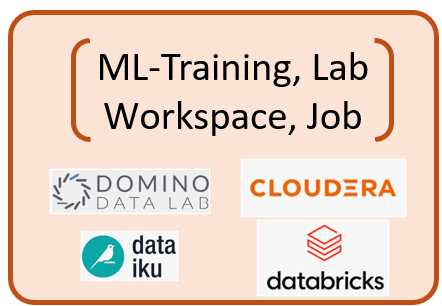 ML-Training, Lab
Workspace, Job
DOMINO
DATA LAB
CLOUDERA
data
iku
databricks